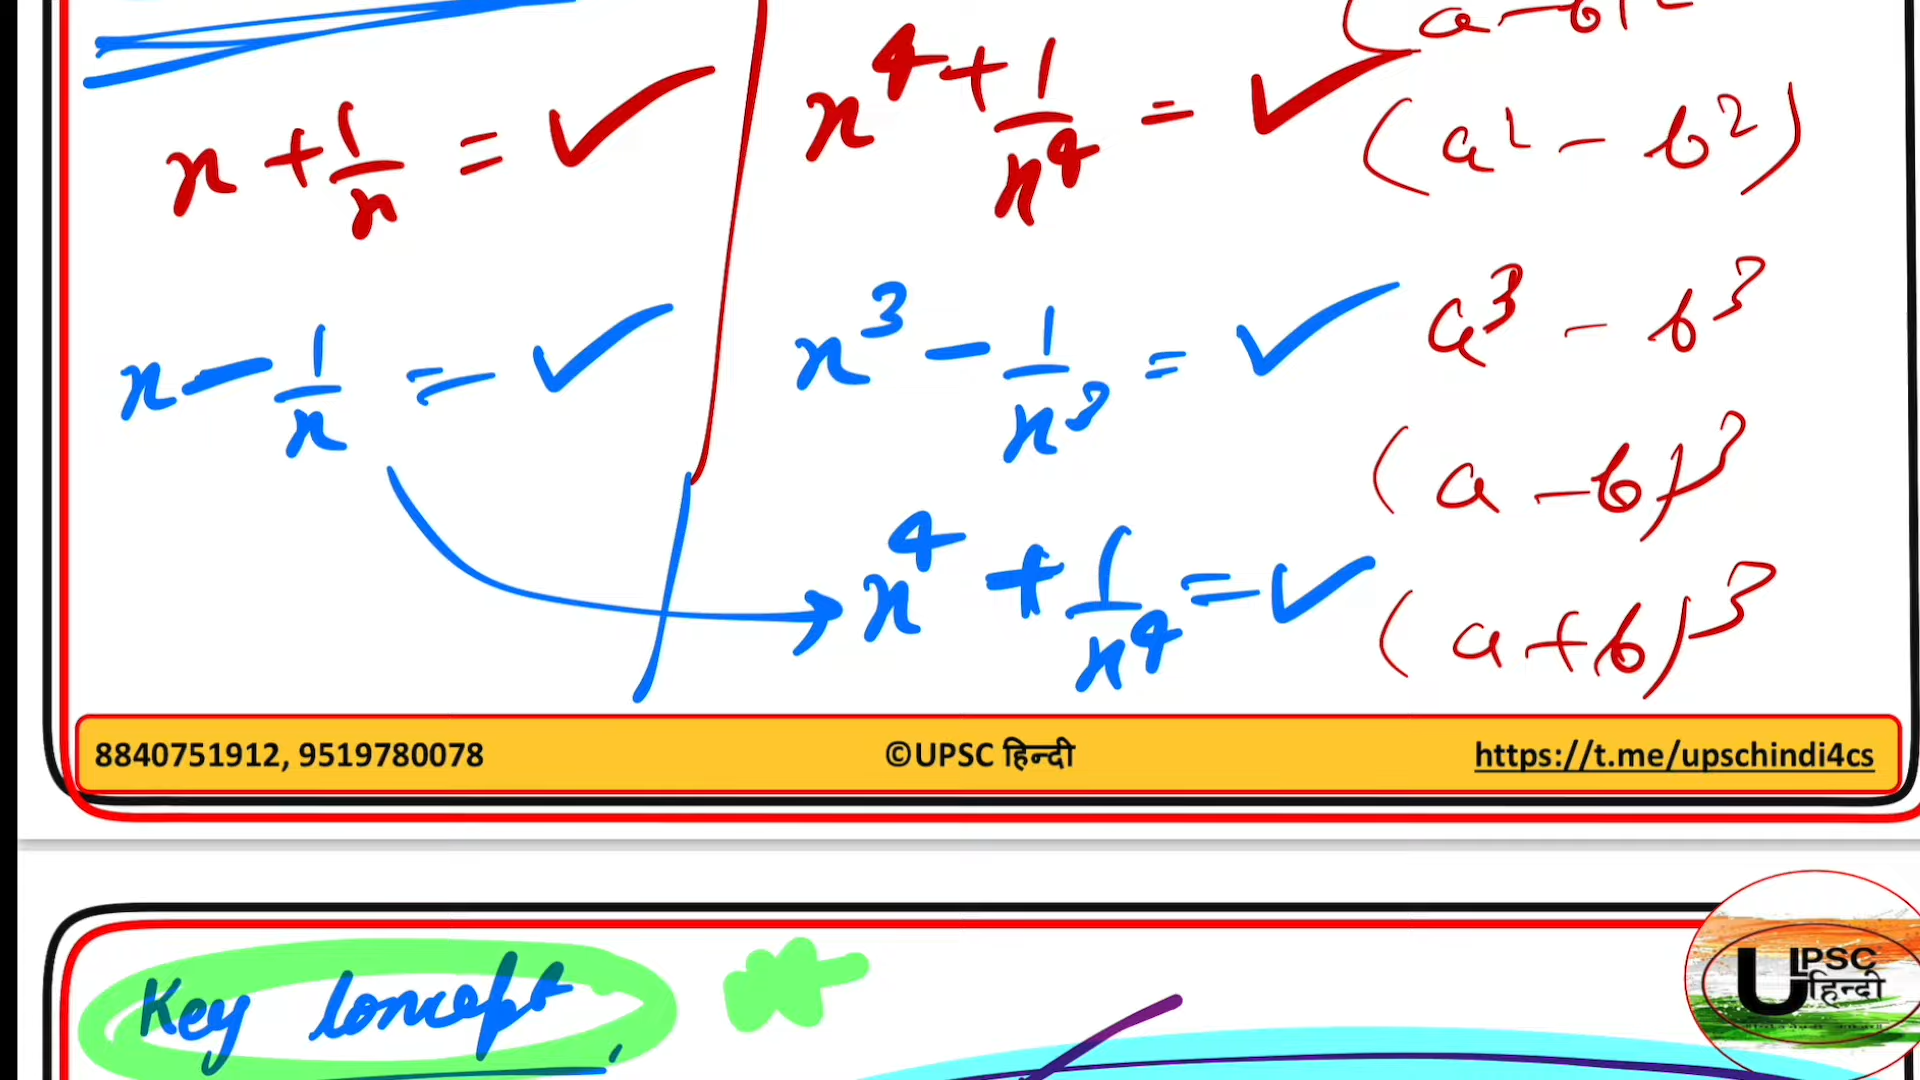 (a-b)²
x + 1/x = ✓
x⁴ + 1/x⁴ = ✓
(a² - b²)
x - 1/x = ✓
x³ - 1/x³ = ✓
a³ - b³
(a - b)³
x⁴ + 1/x⁴ = ✓
(a + b)³
8840751912, 9519780078
©UPSC हिन्दी
https://t.me/upschindi4cs
Key Concept
UPSC
हिन्दी